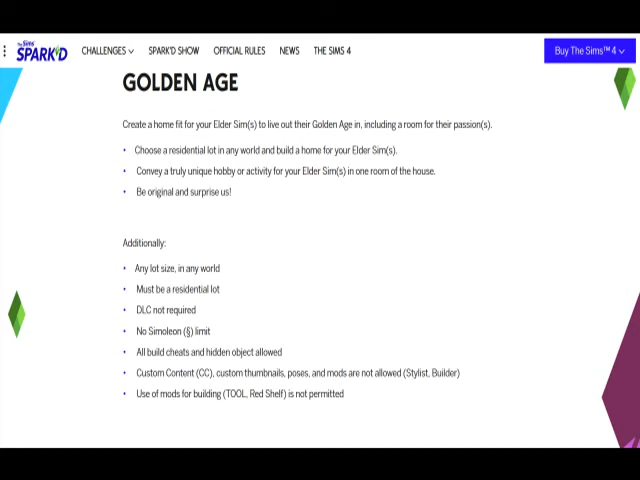 The Sims
SPARK'D
CHALLENGES
SPARK'D SHOW
OFFICIAL RULES
NEWS
THE SIMS 4
Buy The Sims™ 4
GOLDEN AGE
Create a home fit for your Elder Sim(s) to live out their Golden Age in, including a room for their passion(s).
• Choose a residential lot in any world and build a home for your Elder Sim(s).
• Convey a truly unique hobby or activity for your Elder Sim(s) in one room of the house.
• Be original and surprise us!
Additionally:
• Any lot size, in any world
• Must be a residential lot
• DLC not required
• No Simoleon (§) limit
• All build cheats and hidden object allowed
• Custom Content (CC), custom thumbnails, poses, and mods are not allowed (Stylist, Builder)
• Use of mods for building (TOOL, Red Shelf) is not permitted